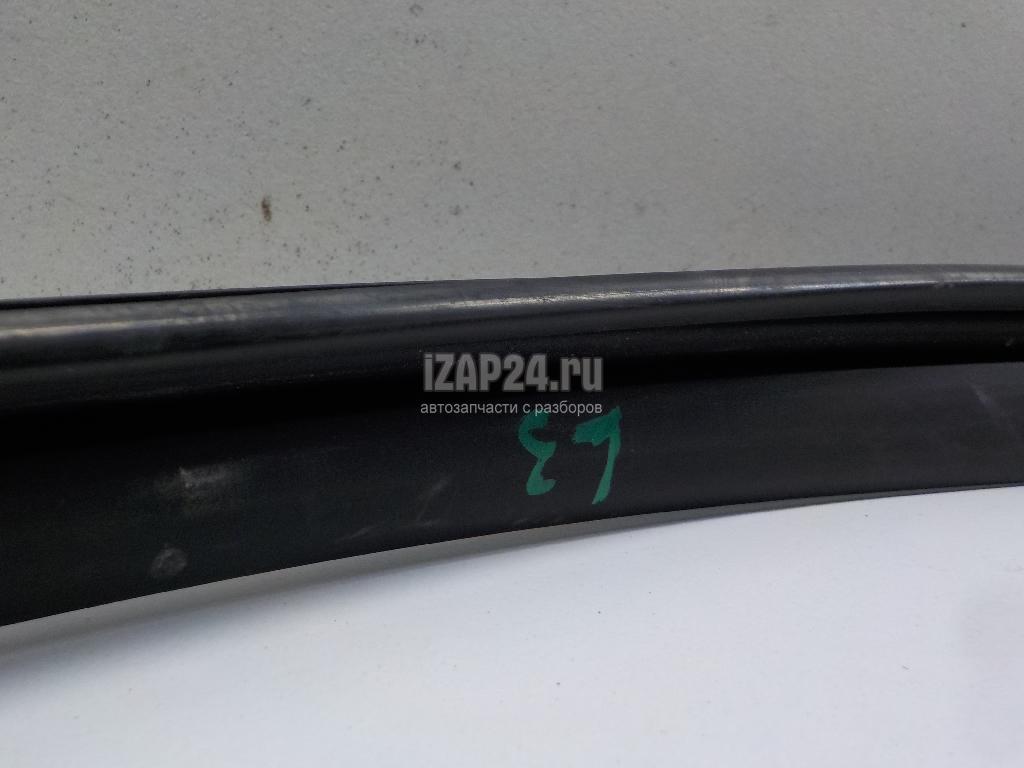 iZAP24.ru
автозапчасти с разборов